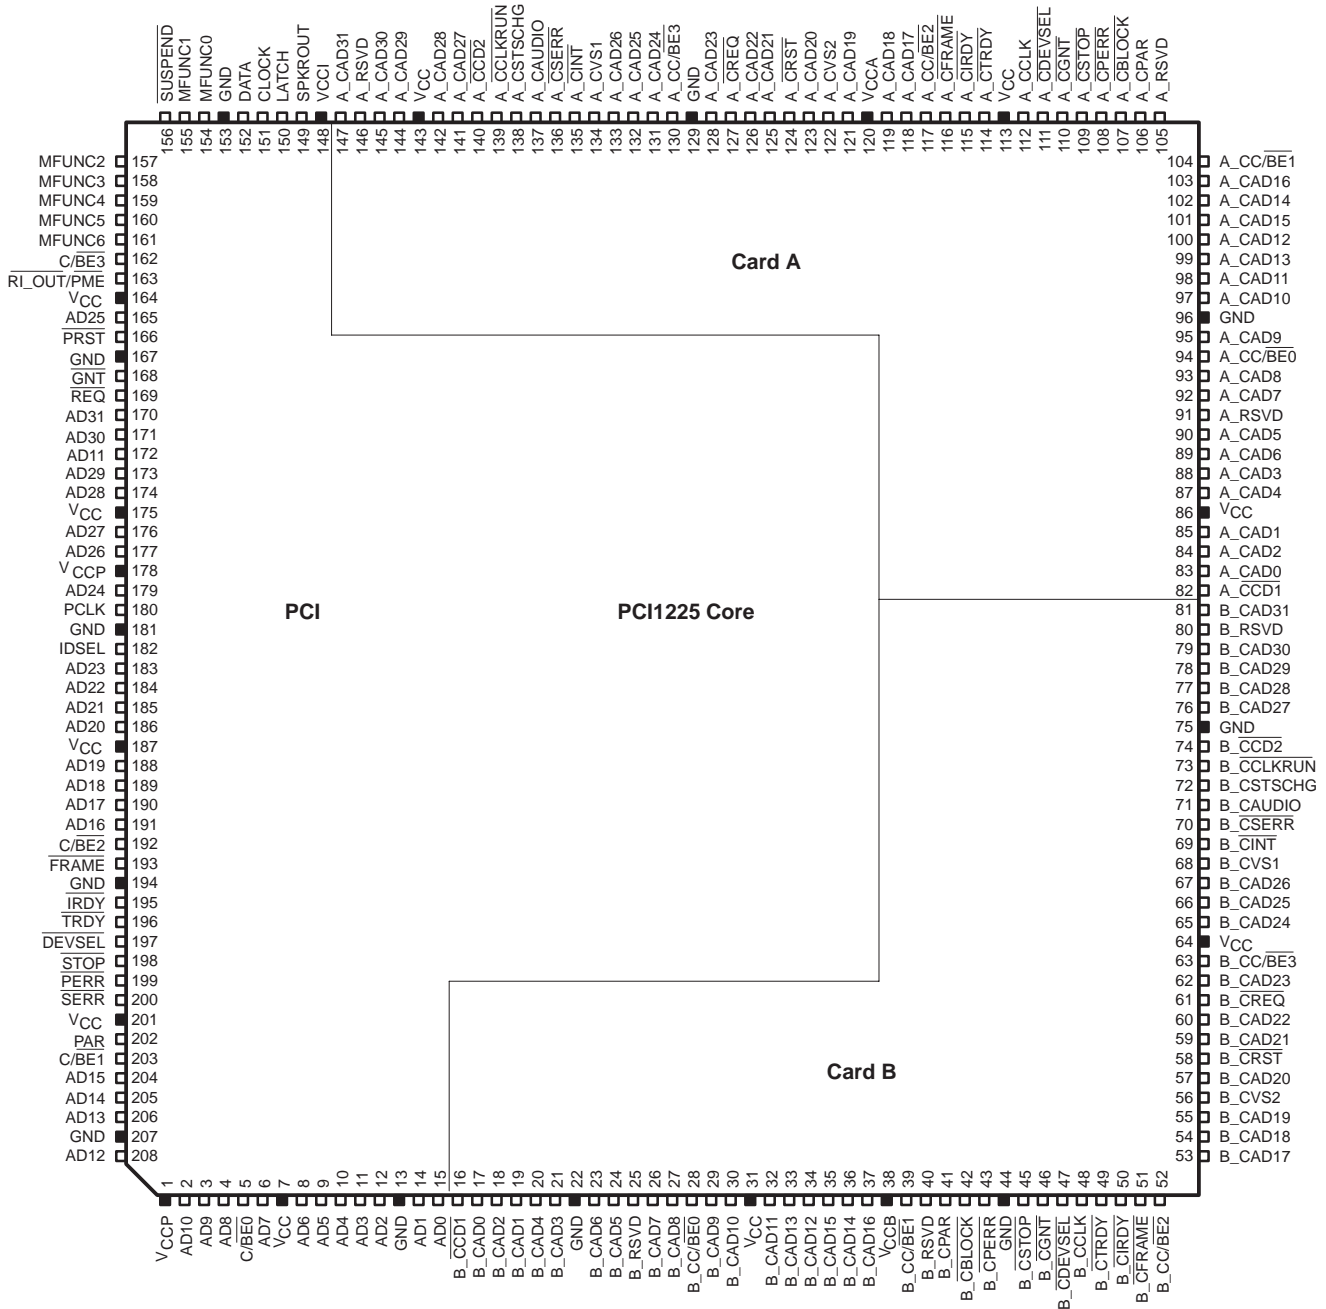 SUSPEND
MFUNC1
MFUNC0
GND
DATA
CLOCK
LATCH
SPKROUT
VCCI
A_CAD31
A_RSVD
A_CAD30
A_CAD29
VCC
A_CAD28
A_CAD27
A_CCD2
A_CCLKRUN
A_CSTSCHG
A_CAUDIO
A_CSERR
A_CINT
A_CVS1
A_CAD26
A_CAD25
A_CAD24
A_CC/BE3
GND
A_CAD23
A_CREQ
A_CAD22
A_CAD21
A_CRST
A_CAD20
A_CVS2
A_CAD19
VCCA
A_CAD18
A_CAD17
A_CC/BE2
A_CFRAME
A_CIRDY
A_CTRDY
VCC
A_CCLK
A_CDEVSEL
A_CGNT
A_CSTOP
A_CPERR
A_CBLOCK
A_CPAR
A_RSVD
156
155
154
153
152
151
150
149
148
147
146
145
144
143
142
141
140
139
138
137
136
135
134
133
132
131
130
129
128
127
126
125
124
123
122
121
120
119
118
117
116
115
114
113
112
111
110
109
108
107
106
105
MFUNC2 157
MFUNC3 158
MFUNC4 159
MFUNC5 160
MFUNC6 161
C/BE3 162
RI_OUT/PME 163
VCC 164
AD25 165
PRST 166
GND 167
GNT 168
REQ 169
AD31 170
AD30 171
AD11 172
AD29 173
AD28 174
VCC 175
AD27 176
AD26 177
VCCP 178
AD24 179
PCLK 180
GND 181
IDSEL 182
AD23 183
AD22 184
AD21 185
AD20 186
VCC 187
AD19 188
AD18 189
AD17 190
AD16 191
C/BE2 192
FRAME 193
GND 194
IRDY 195
TRDY 196
DEVSEL 197
STOP 198
PERR 199
SERR 200
VCC 201
PAR 202
C/BE1 203
AD15 204
AD14 205
AD13 206
GND 207
AD12 208
Card A
PCI
PCI1225 Core
Card B
104 A_CC/BE1
103 A_CAD16
102 A_CAD14
101 A_CAD15
100 A_CAD12
99 A_CAD13
98 A_CAD11
97 A_CAD10
96 GND
95 A_CAD9
94 A_CC/BE0
93 A_CAD8
92 A_CAD7
91 A_RSVD
90 A_CAD5
89 A_CAD6
88 A_CAD3
87 A_CAD4
86 VCC
85 A_CAD1
84 A_CAD2
83 A_CAD0
82 A_CCD1
81 B_CAD31
80 B_RSVD
79 B_CAD30
78 B_CAD29
77 B_CAD28
76 B_CAD27
75 GND
74 B_CCD2
73 B_CCLKRUN
72 B_CSTSCHG
71 B_CAUDIO
70 B_CSERR
69 B_CINT
68 B_CVS1
67 B_CAD26
66 B_CAD25
65 B_CAD24
64 VCC
63 B_CC/BE3
62 B_CAD23
61 B_CREQ
60 B_CAD22
59 B_CAD21
58 B_CRST
57 B_CAD20
56 B_CVS2
55 B_CAD19
54 B_CAD18
53 B_CAD17
1
2
3
4
5
6
7
8
9
10
11
12
13
14
15
16
17
18
19
20
21
22
23
24
25
26
27
28
29
30
31
32
33
34
35
36
37
38
39
40
41
42
43
44
45
46
47
48
49
50
51
52
VCCP
AD10
AD9
AD8
C/BE0
AD7
VCC
AD6
AD5
AD4
AD3
AD2
GND
AD1
AD0
B_CCD1
B_CAD0
B_CAD2
B_CAD1
B_CAD4
B_CAD3
GND
B_CAD6
B_CAD5
B_RSVD
B_CAD7
B_CAD8
B_CC/BE0
B_CAD9
B_CAD10
VCC
B_CAD11
B_CAD13
B_CAD12
B_CAD15
B_CAD14
B_CAD16
VCCB
B_CC/BE1
B_RSVD
B_CPAR
B_CBLOCK
B_CPERR
GND
B_CSTOP
B_CGNT
B_CDEVSEL
B_CCLK
B_CTRDY
B_CIRDY
B_CFRAME
B_CC/BE2